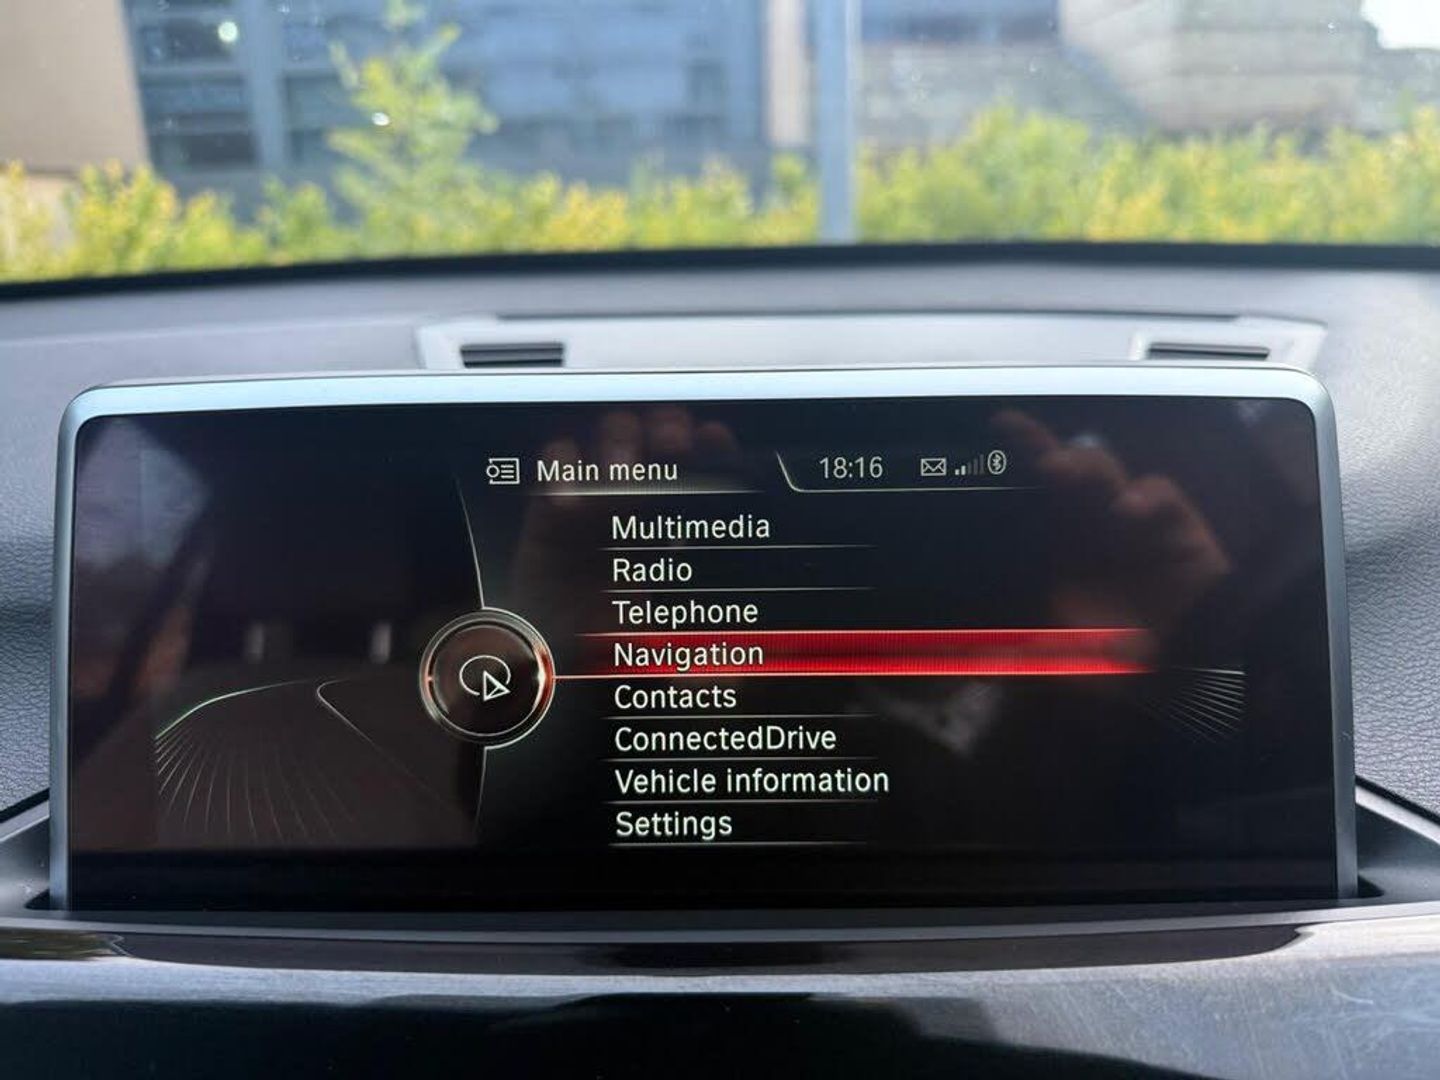 Main menu 18:16
Multimedia
Radio
Telephone
Navigation
Contacts
ConnectedDrive
Vehicle information
Settings